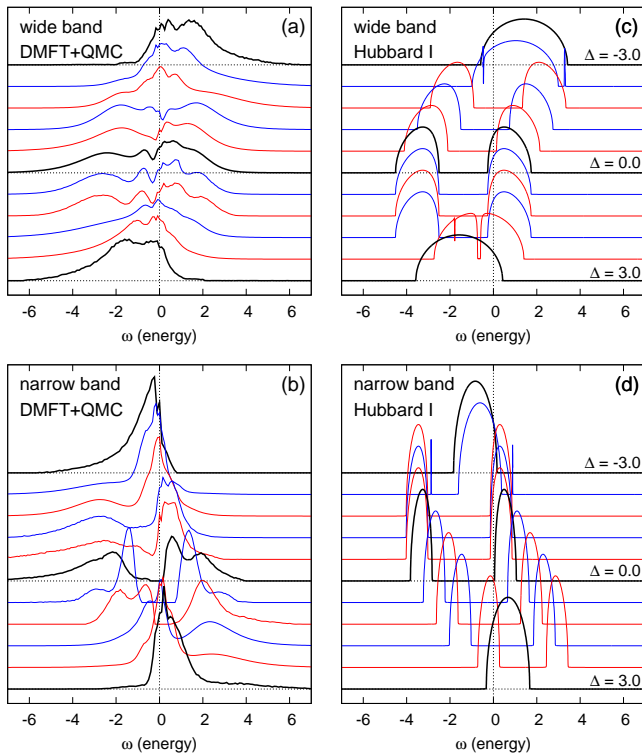 wide band (a)
DMFT+QMC
-6 -4 -2 0 2 4 6
ω (energy)
wide band (c)
Hubbard I
Δ = -3.0
Δ = 0.0
Δ = 3.0
-6 -4 -2 0 2 4 6
ω (energy)
narrow band (b)
DMFT+QMC
-6 -4 -2 0 2 4 6
ω (energy)
narrow band (d)
Hubbard I
Δ = -3.0
Δ = 0.0
Δ = 3.0
-6 -4 -2 0 2 4 6
ω (energy)